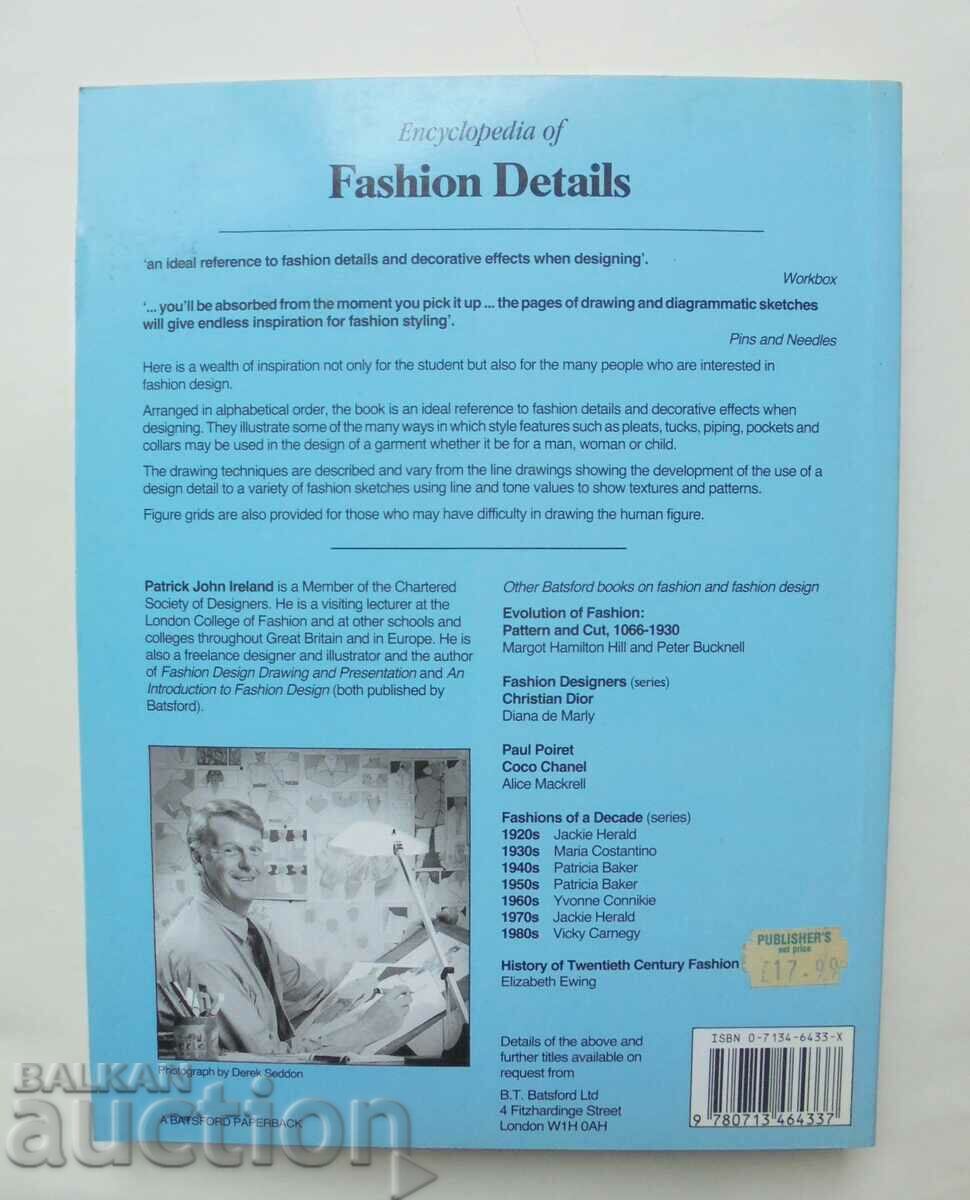 Encyclopedia of
Fashion Details
'an ideal reference to fashion details and decorative effects when designing'.
Workbox
'... you'll be absorbed from the moment you pick it up ... the pages of drawing and diagrammatic sketches
will give endless inspiration for fashion styling'.
Pins and Needles
Here is a wealth of inspiration not only for the student but also for the many people who are interested in
fashion design.
Arranged in alphabetical order, the book is an ideal reference to fashion details and decorative effects when
designing. They illustrate some of the many ways in which style features such as pleats, tucks, piping, pockets and
collars may be used in the design of a garment whether it be for a man, woman or child.
The drawing techniques are described and vary from the line drawings showing the development of the use of a
design detail to a variety of fashion sketches using line and tone values to show textures and patterns.
Figure grids are also provided for those who may have difficulty in drawing the human figure.
Patrick John Ireland is a Member of the Chartered
Society of Designers. He is a visiting lecturer at the
London College of Fashion and at other schools and
colleges throughout Great Britain and in Europe. He is
also a freelance designer and illustrator and the author
of Fashion Design Drawing and Presentation and An
Introduction to Fashion Design (both published by
Batsford).
Photograph by Derek Seddon
A BATSFORD PAPERBACK
Other Batsford books on fashion and fashion design
Evolution of Fashion:
Pattern and Cut, 1066-1930
Margot Hamilton Hill and Peter Bucknell
Fashion Designers (series)
Christian Dior
Diana de Marly
Paul Poiret
Coco Chanel
Alice Mackrell
Fashions of a Decade (series)
1920s Jackie Herald
1930s Maria Costantino
1940s Patricia Baker
1950s Patricia Baker
1960s Yvonne Connikie
1970s Jackie Herald
1980s Vicky Carnegy
History of Twentieth Century Fashion
Elizabeth Ewing
PUBLISHER'S
net price
£17.99
Details of the above and
further titles available on
request from
B.T. Batsford Ltd
4 Fitzhardinge Street
London W1H 0AH
ISBN 0-7134-6433-X
9 780713 464337
BALKAN
auction